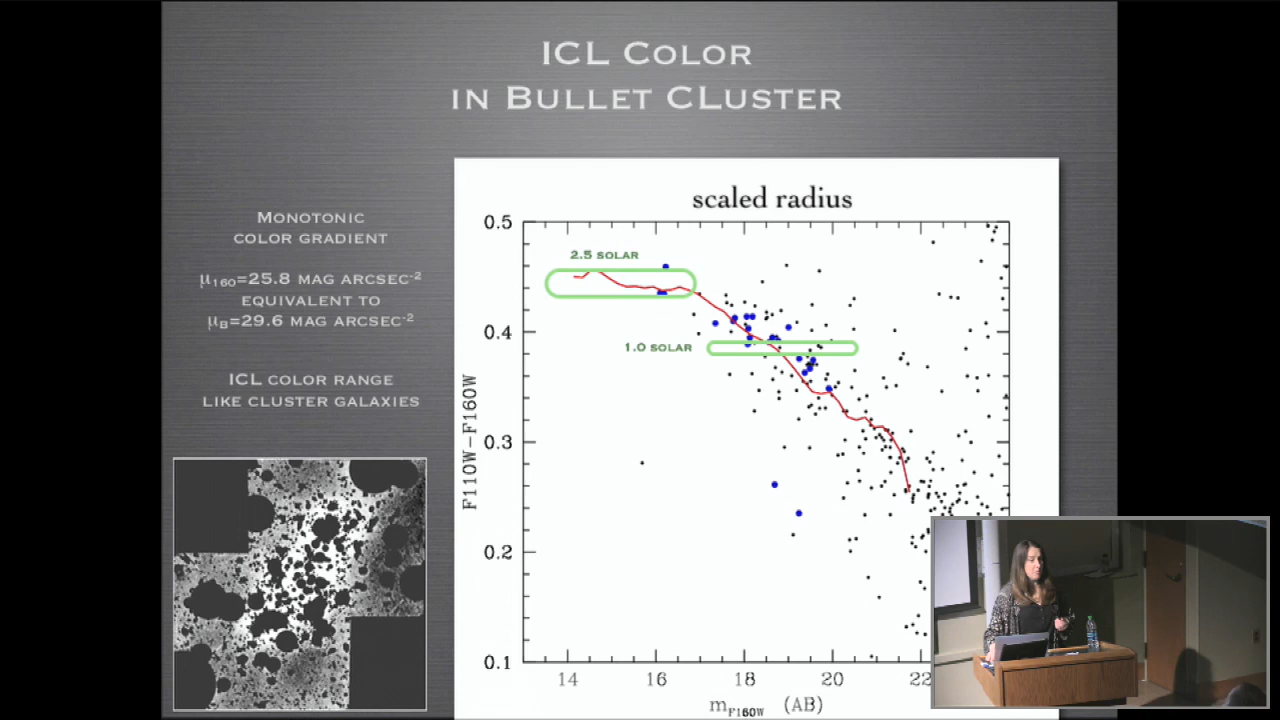 ICL Color
in Bullet CLuster
Monotonic
color gradient
μ160=25.8 mag arcsec-2
equivalent to
μB=29.6 mag arcsec-2
ICL color range
like cluster galaxies
scaled radius
0.5
2.5 solar
0.4
1.0 solar
F110W-F160W
0.3
0.2
0.1
14 16 18 20 22
mF160W (AB)